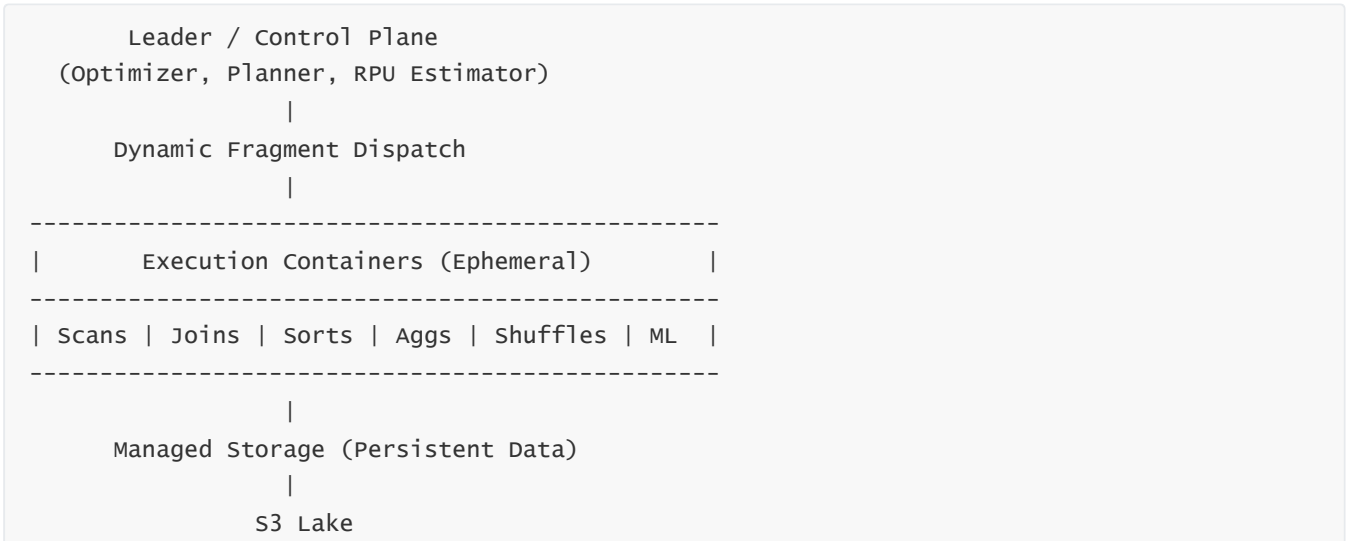 Leader / Control Plane
(Optimizer, Planner, RPU Estimator)
|
Dynamic Fragment Dispatch
|
--------------------------------------------------
|        Execution Containers (Ephemeral)        |
--------------------------------------------------
| Scans | Joins | Sorts | Aggs | Shuffles | ML  |
--------------------------------------------------
|
Managed Storage (Persistent Data)
|
S3 Lake